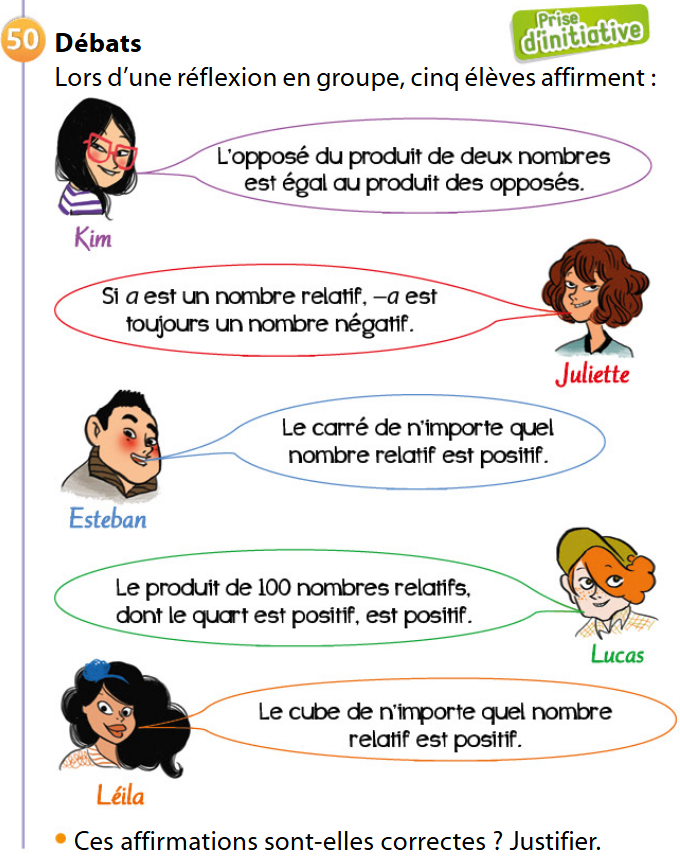 50 Débats
Prise
d'initiative
Lors d'une réflexion en groupe, cinq élèves affirment :
L'opposé du produit de deux nombres
est égal au produit des opposés.
Kim
Si a est un nombre relatif, –a est
toujours un nombre négatif.
Juliette
Le carré de n'importe quel
nombre relatif est positif.
Esteban
Le produit de 100 nombres relatifs,
dont le quart est positif, est positif.
Lucas
Le cube de n'importe quel nombre
relatif est positif.
Léila
• Ces affirmations sont-elles correctes ? Justifier.